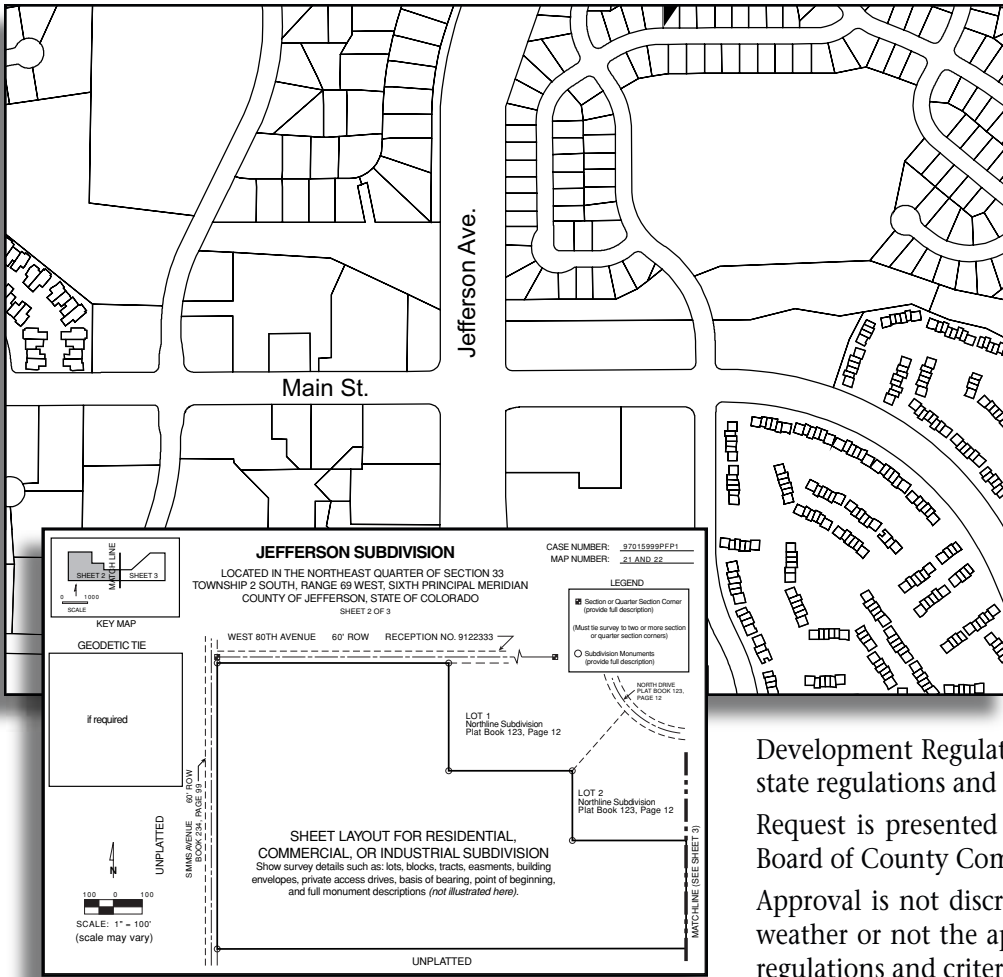 Jefferson Ave.
Main St.
SHEET 2
MATCH LINE
SHEET 3
0 1000
SCALE
KEY MAP
JEFFERSON SUBDIVISION
LOCATED IN THE NORTHEAST QUARTER OF SECTION 33
TOWNSHIP 2 SOUTH, RANGE 69 WEST, SIXTH PRINCIPAL MERIDIAN
COUNTY OF JEFFERSON, STATE OF COLORADO
SHEET 2 OF 3
CASE NUMBER: 97015999PFP1
MAP NUMBER: 21 AND 22
LEGEND
Section or Quarter Section Corner
(provide full description)
(Must tie survey to two or more section
or quarter section corners)
Subdivision Monuments
(provide full description)
GEODETIC TIE
if required
WEST 80TH AVENUE 60' ROW RECEPTION NO. 9122333
NORTH DRIVE
PLAT BOOK 123,
PAGE 12
LOT 1
Northline Subdivision
Plat Book 123, Page 12
LOT 2
Northline Subdivision
Plat Book 123, Page 12
UNPLATTED
SIMMS AVENUE 60' ROW
BOOK 234, PAGE 99
SHEET LAYOUT FOR RESIDENTIAL,
COMMERCIAL, OR INDUSTRIAL SUBDIVISION
Show survey details such as: lots, blocks, tracts, easments, building
envelopes, private access drives, basis of bearing, point of beginning,
and full monument descriptions (not illustrated here).
MATCHLINE (SEE SHEET 3)
N
100 0 100
SCALE: 1" = 100'
(scale may vary)
UNPLATTED
Development Regulat
state regulations and
Request is presented
Board of County Com
Approval is not discr
weather or not the ap
regulations and criter